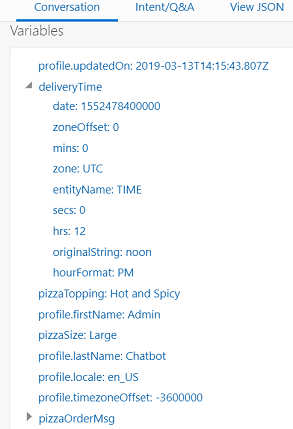 Conversation Intent/Q&A View JSON
Variables
profile.updatedOn: 2019-03-13T14:15:43.807Z
deliveryTime
date: 1552478400000
zoneOffset: 0
mins: 0
zone: UTC
entityName: TIME
secs: 0
hrs: 12
originalString: noon
hourFormat: PM
pizzaTopping: Hot and Spicy
profile.firstName: Admin
pizzaSize: Large
profile.lastName: Chatbot
profile.locale: en_US
profile.timezoneOffset: -3600000
pizzaOrderMsg